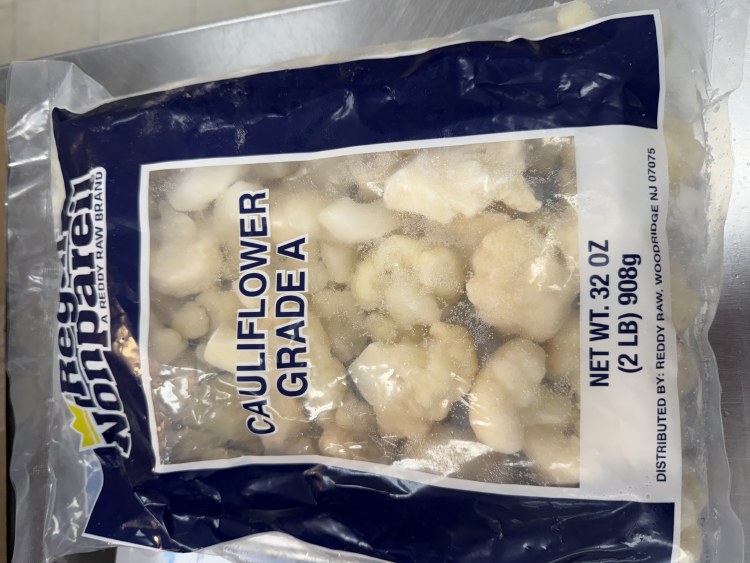 Regal
Nonpareil
A REDDY RAW BRAND
CAULIFLOWER
GRADE A
NET WT. 32 OZ
(2 LB) 908g
DISTRIBUTED BY: REDDY RAW, WOODRIDGE NJ 07075